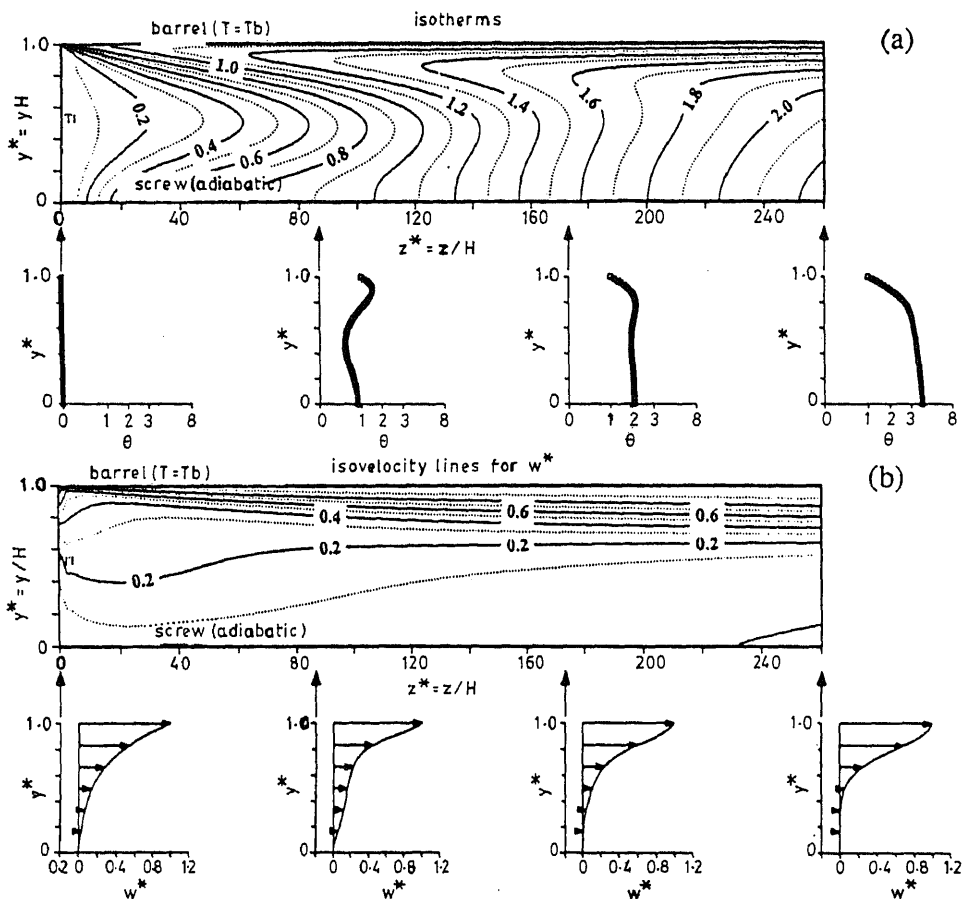 isotherms
barrel (T=Tb)
(a)
1.0
y*= yH
0
TI
0.2
0.4
0.6
0.8
1.0
1.2
1.4
1.6
1.8
2.0
screw (adiabatic)
0 40 80 120 160 200 240
z* = z/H
1.0 1.0 1.0 1.0
y* y* y* y*
0 0 0 0
0 1 2 3 8 1 2 3 8 1 2 3 8 1 3 8
θ θ θ θ
barrel (T=Tb)
isovelocity lines for w*
(b)
1.0
y*= y/H
0
TI
0.4 0.6 0.6
0.2 0.2 0.2 0.2
screw (adiabatic)
0 40 80 120 160 200 240
z* = z/H
1.0 1.0 1.0
y* y* y* y*
0 0 0 0
0.2 0 0.4 0.8 1.2 0 0.4 0.8 1.2 0 0.4 0.8 1.2 0 0.4 0.8 1.2
w* w* w* w*